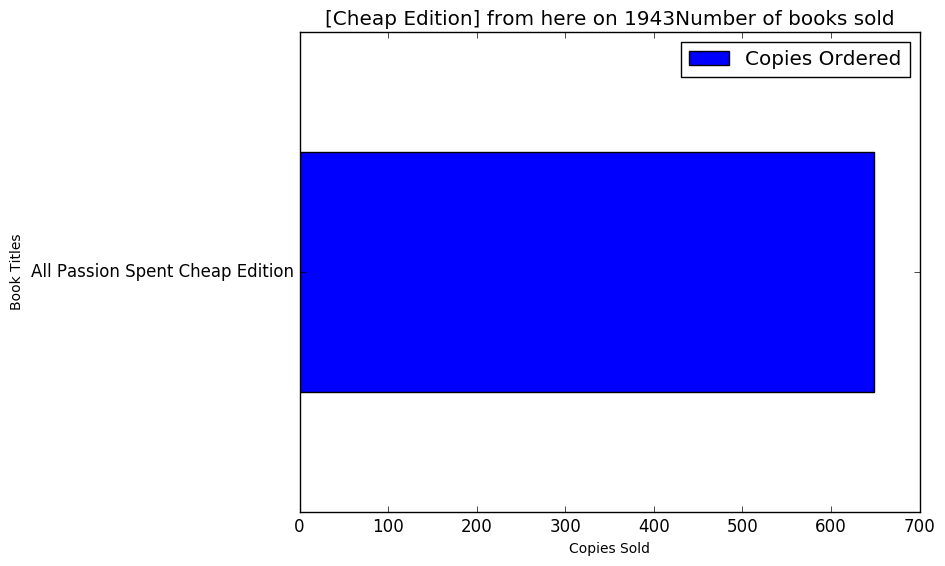 [Cheap Edition] from here on 1943Number of books sold
Copies Ordered
Book Titles
All Passion Spent Cheap Edition
0 100 200 300 400 500 600 700
Copies Sold